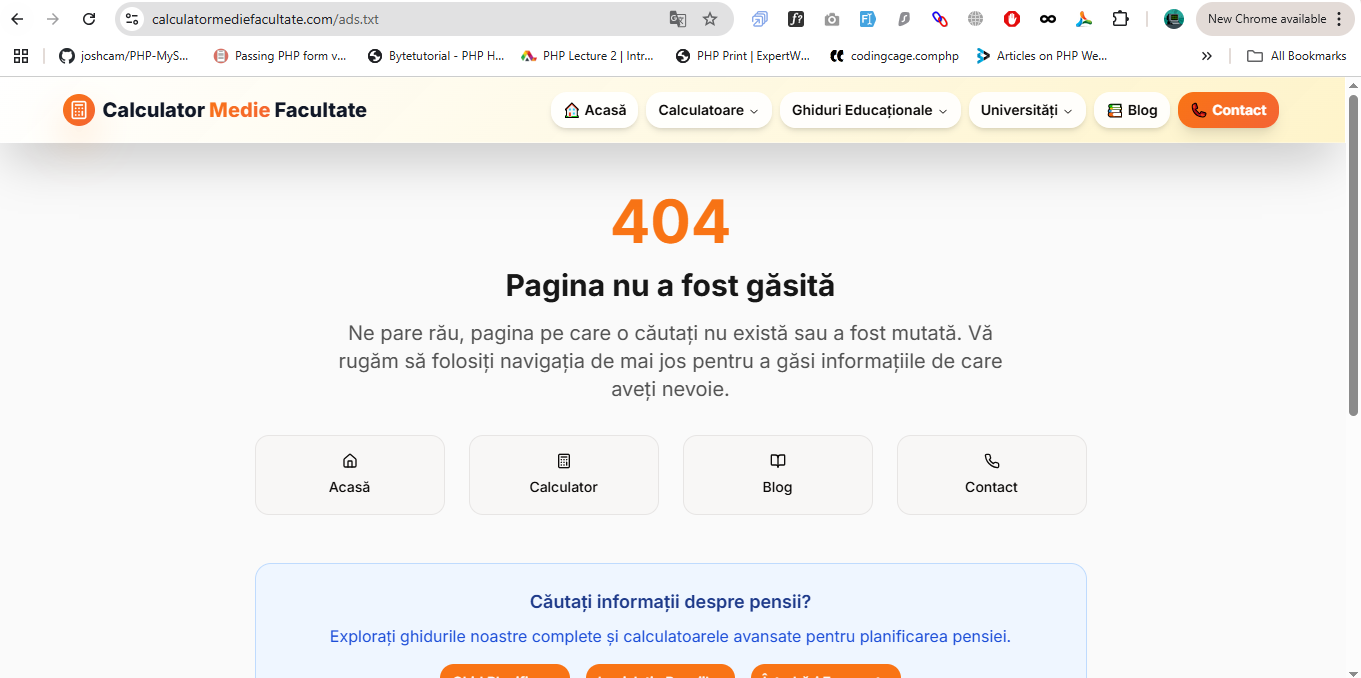 calculatormediefacultate.com/ads.txt
New Chrome available
joshcam/PHP-MyS...
Passing PHP form v...
Bytetutorial - PHP H...
PHP Lecture 2 | Intr...
PHP Print | ExpertW...
codingcage.comphp
Articles on PHP We...
All Bookmarks
Calculator Medie Facultate
Acasă
Calculatoare
Ghiduri Educaționale
Universități
Blog
Contact
404
Pagina nu a fost găsită
Ne pare rău, pagina pe care o căutați nu există sau a fost mutată. Vă
rugăm să folosiți navigația de mai jos pentru a găsi informațiile de care
aveți nevoie.
Acasă
Calculator
Blog
Contact
Căutați informații despre pensii?
Explorați ghidurile noastre complete și calculatoarele avansate pentru planificarea pensiei.